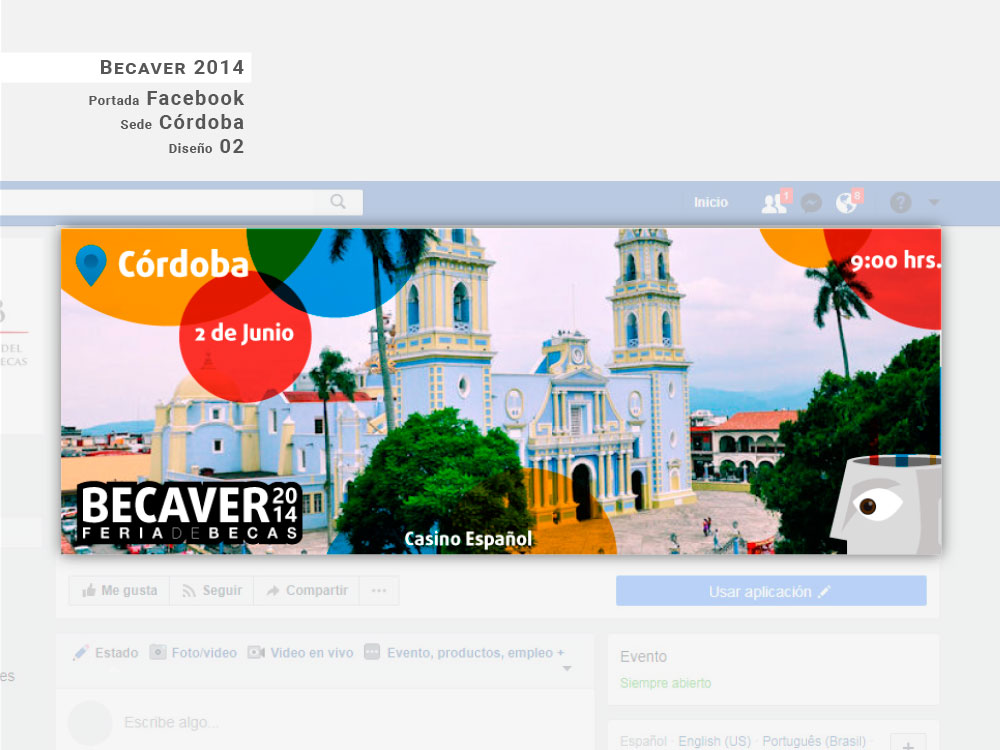 BECAVER 2014
Portada Facebook
Sede Córdoba
Diseño 02
Inicio
1
8
?
Córdoba
9:00 hrs.
2 de Junio
DEL
ECAS
BECAVER 20
14
FERIA DE BECAS
Casino Español
Me gusta
Seguir
Compartir
Usar aplicación
Estado
Foto/video
Video en vivo
Evento, productos, empleo +
Evento
Siempre abierto
es
Escribe algo...
Español · English (US) · Português (Brasil) ·
+